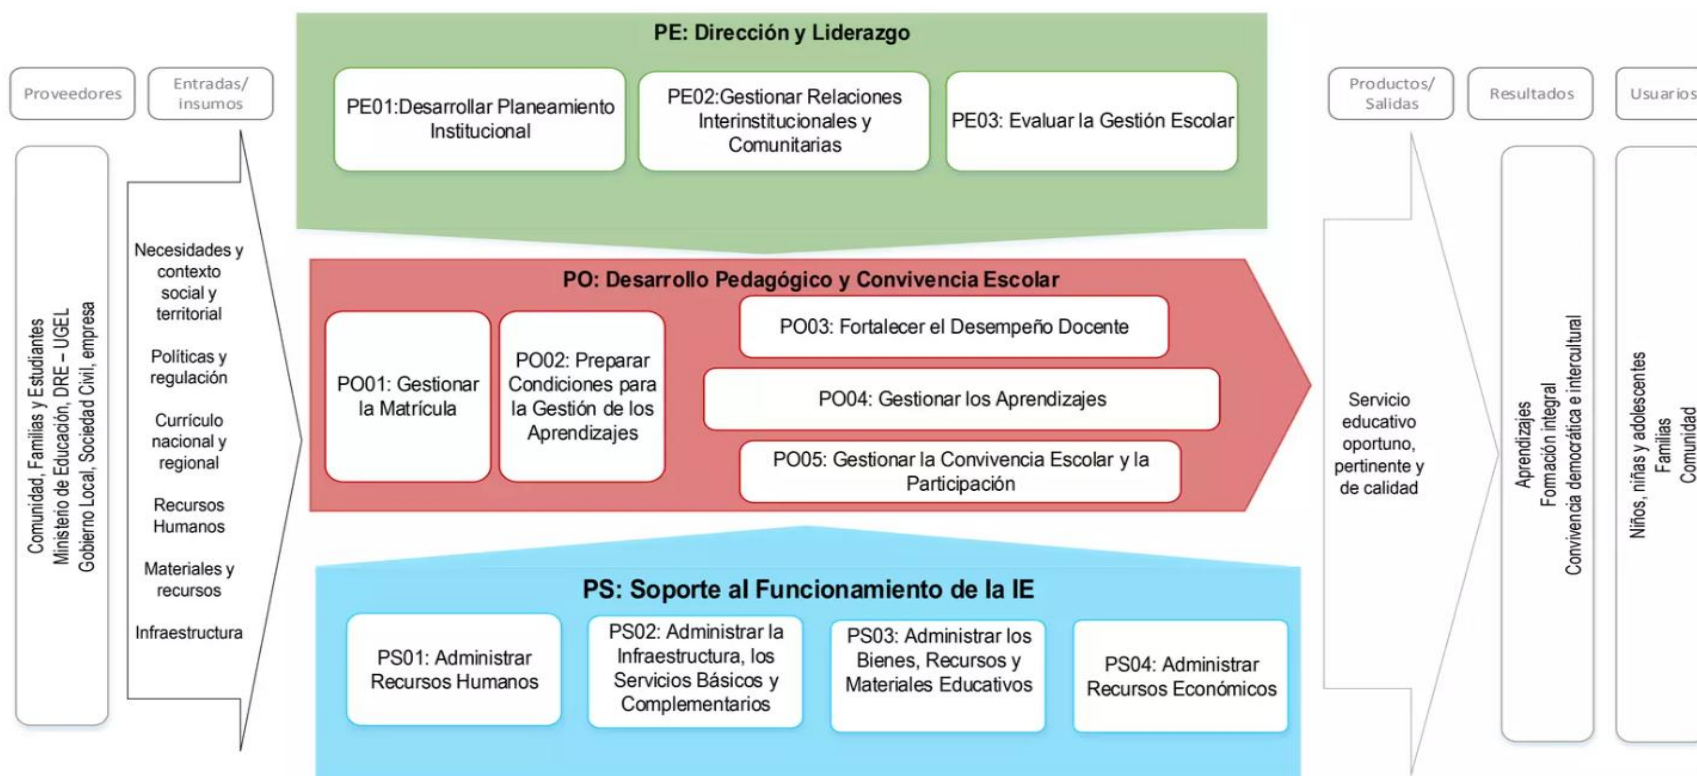 PE: Dirección y Liderazgo
Proveedores
Entradas/
insumos
PE01:Desarrollar Planeamiento
Institucional
PE02:Gestionar Relaciones
Interinstitucionales y
Comunitarias
PE03: Evaluar la Gestión Escolar
Productos/
Salidas
Resultados
Usuarios
Comunidad, Familias y Estudiantes
Ministerio de Educación, DRE – UGEL
Gobierno Local, Sociedad Civil, empresa
Necesidades y
contexto
social y
territorial
Políticas y
regulación
Currículo
nacional y
regional
Recursos
Humanos
Materiales y
recursos
Infraestructura
PO: Desarrollo Pedagógico y Convivencia Escolar
PO01: Gestionar
la Matrícula
PO02: Preparar
Condiciones para
la Gestión de los
Aprendizajes
PO03: Fortalecer el Desempeño Docente
PO04: Gestionar los Aprendizajes
PO05: Gestionar la Convivencia Escolar y la
Participación
PS: Soporte al Funcionamiento de la IE
PS01: Administrar
Recursos Humanos
PS02: Administrar la
Infraestructura, los
Servicios Básicos y
Complementarios
PS03: Administrar los
Bienes, Recursos y
Materiales Educativos
PS04: Administrar
Recursos Económicos
Servicio
educativo
oportuno,
pertinente y
de calidad
Aprendizajes
Formación integral
Convivencia democrática e intercultural
Niños, niñas y adolescentes
Familias
Comunidad